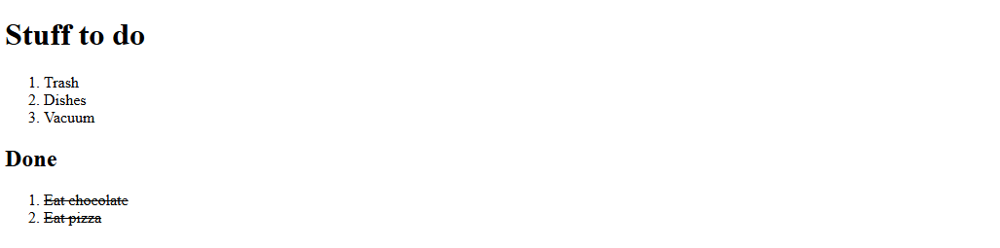 Stuff to do
1. Trash
2. Dishes
3. Vacuum
Done
1. Eat chocolate
2. Eat pizza